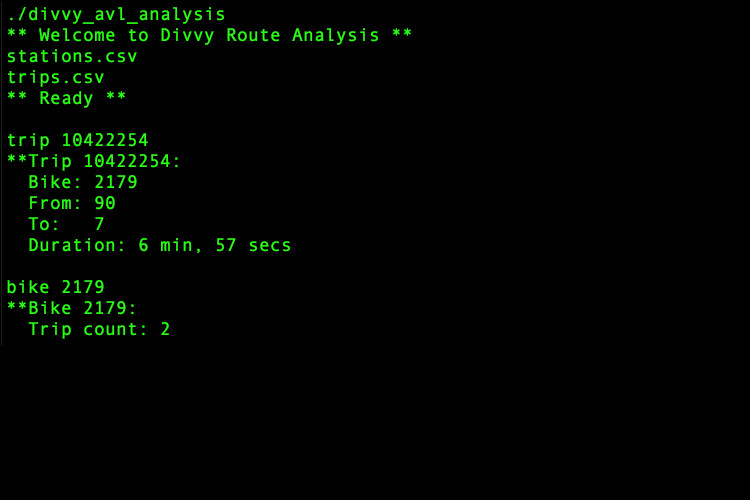 ./divvy_avl_analysis
** Welcome to Divvy Route Analysis **
stations.csv
trips.csv
** Ready **
trip 10422254
**Trip 10422254:
Bike: 2179
From: 90
To:   7
Duration: 6 min, 57 secs
bike 2179
**Bike 2179:
Trip count: 2